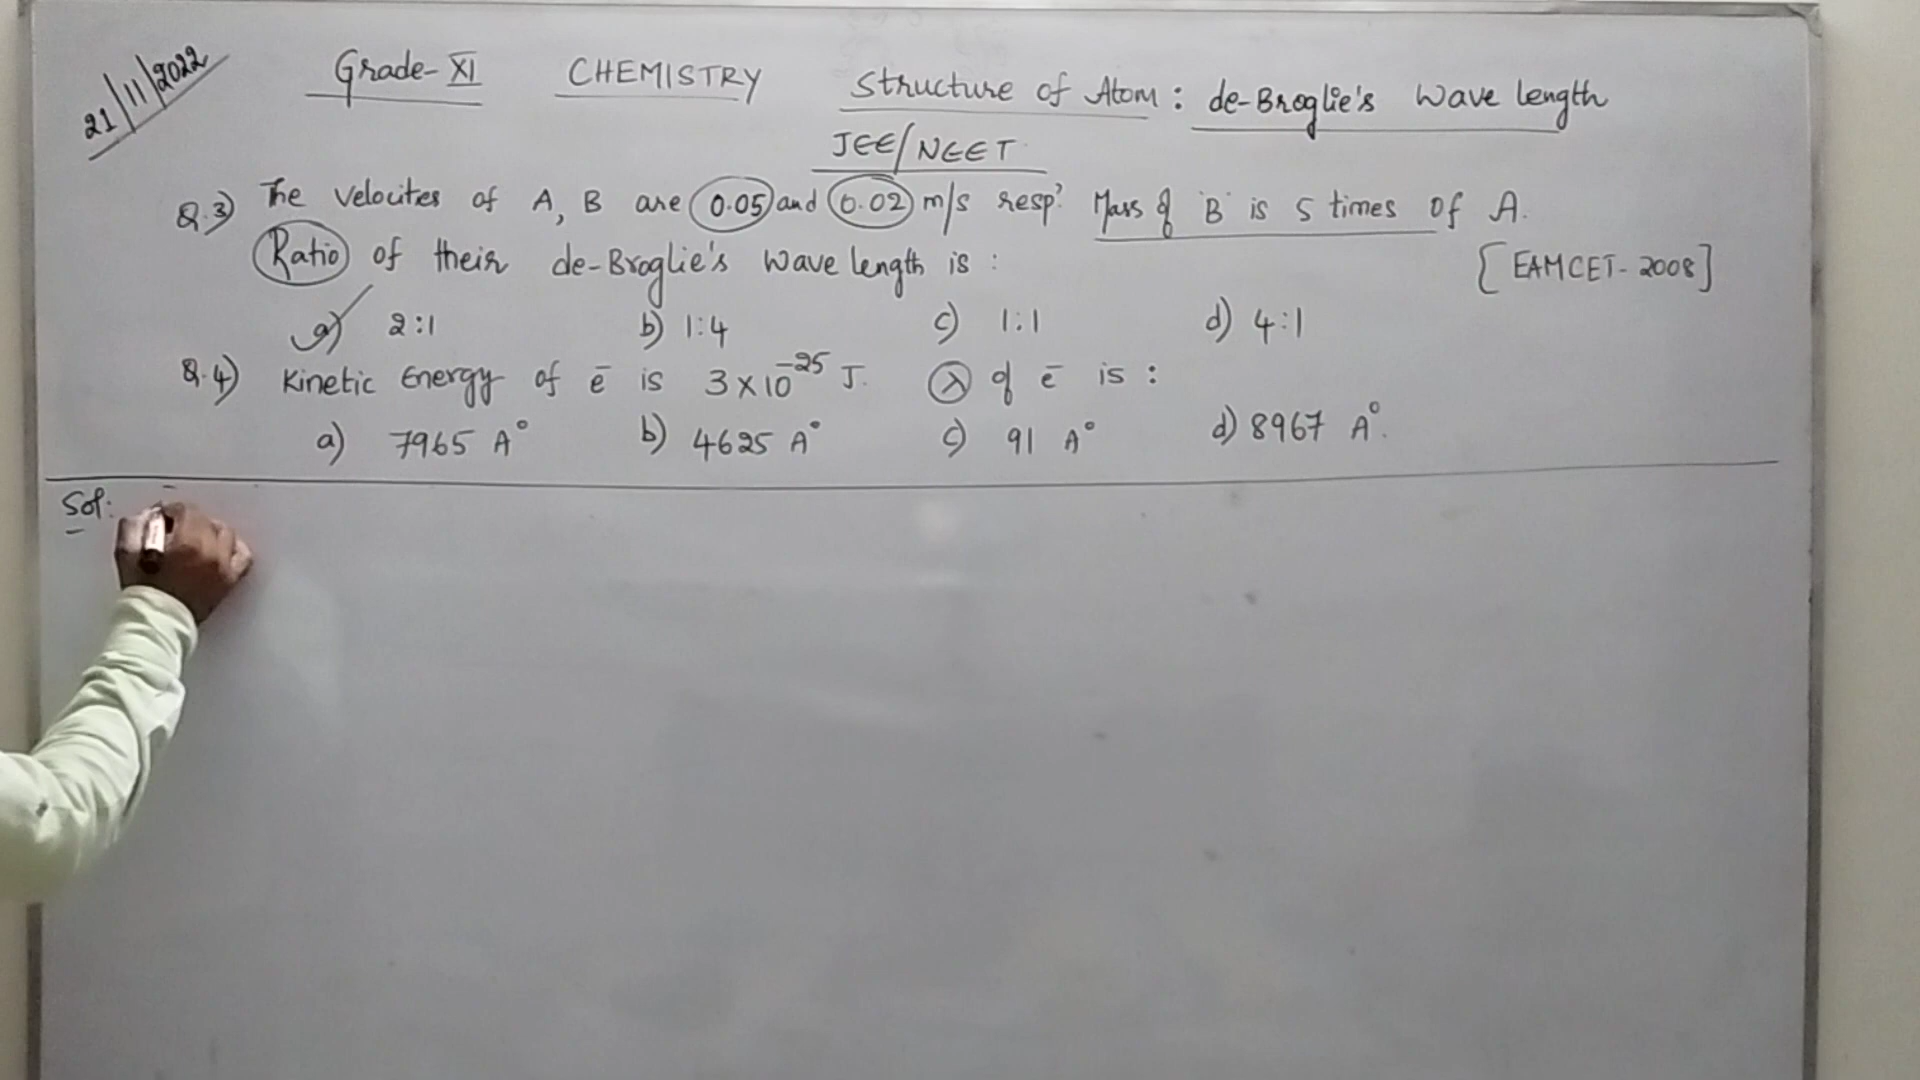 21/11/2022
Grade-XI CHEMISTRY Structure of Atom: de-Broglie's wave length
JEE/NEET
Q.3) The velocities of A, B are 0.05 and 0.02 m/s resp? Mass of 'B' is 5 times of A.
Ratio of their de-Broglie's wave length is :
[EAMCET-2008]
a) 2:1 b) 1:4 c) 1:1 d) 4:1
Q.4) Kinetic Energy of ē is 3×10⁻²⁵ J. λ of ē is :
a) 7965 A° b) 4625 A° c) 91 A° d) 8967 A°.
Sol: